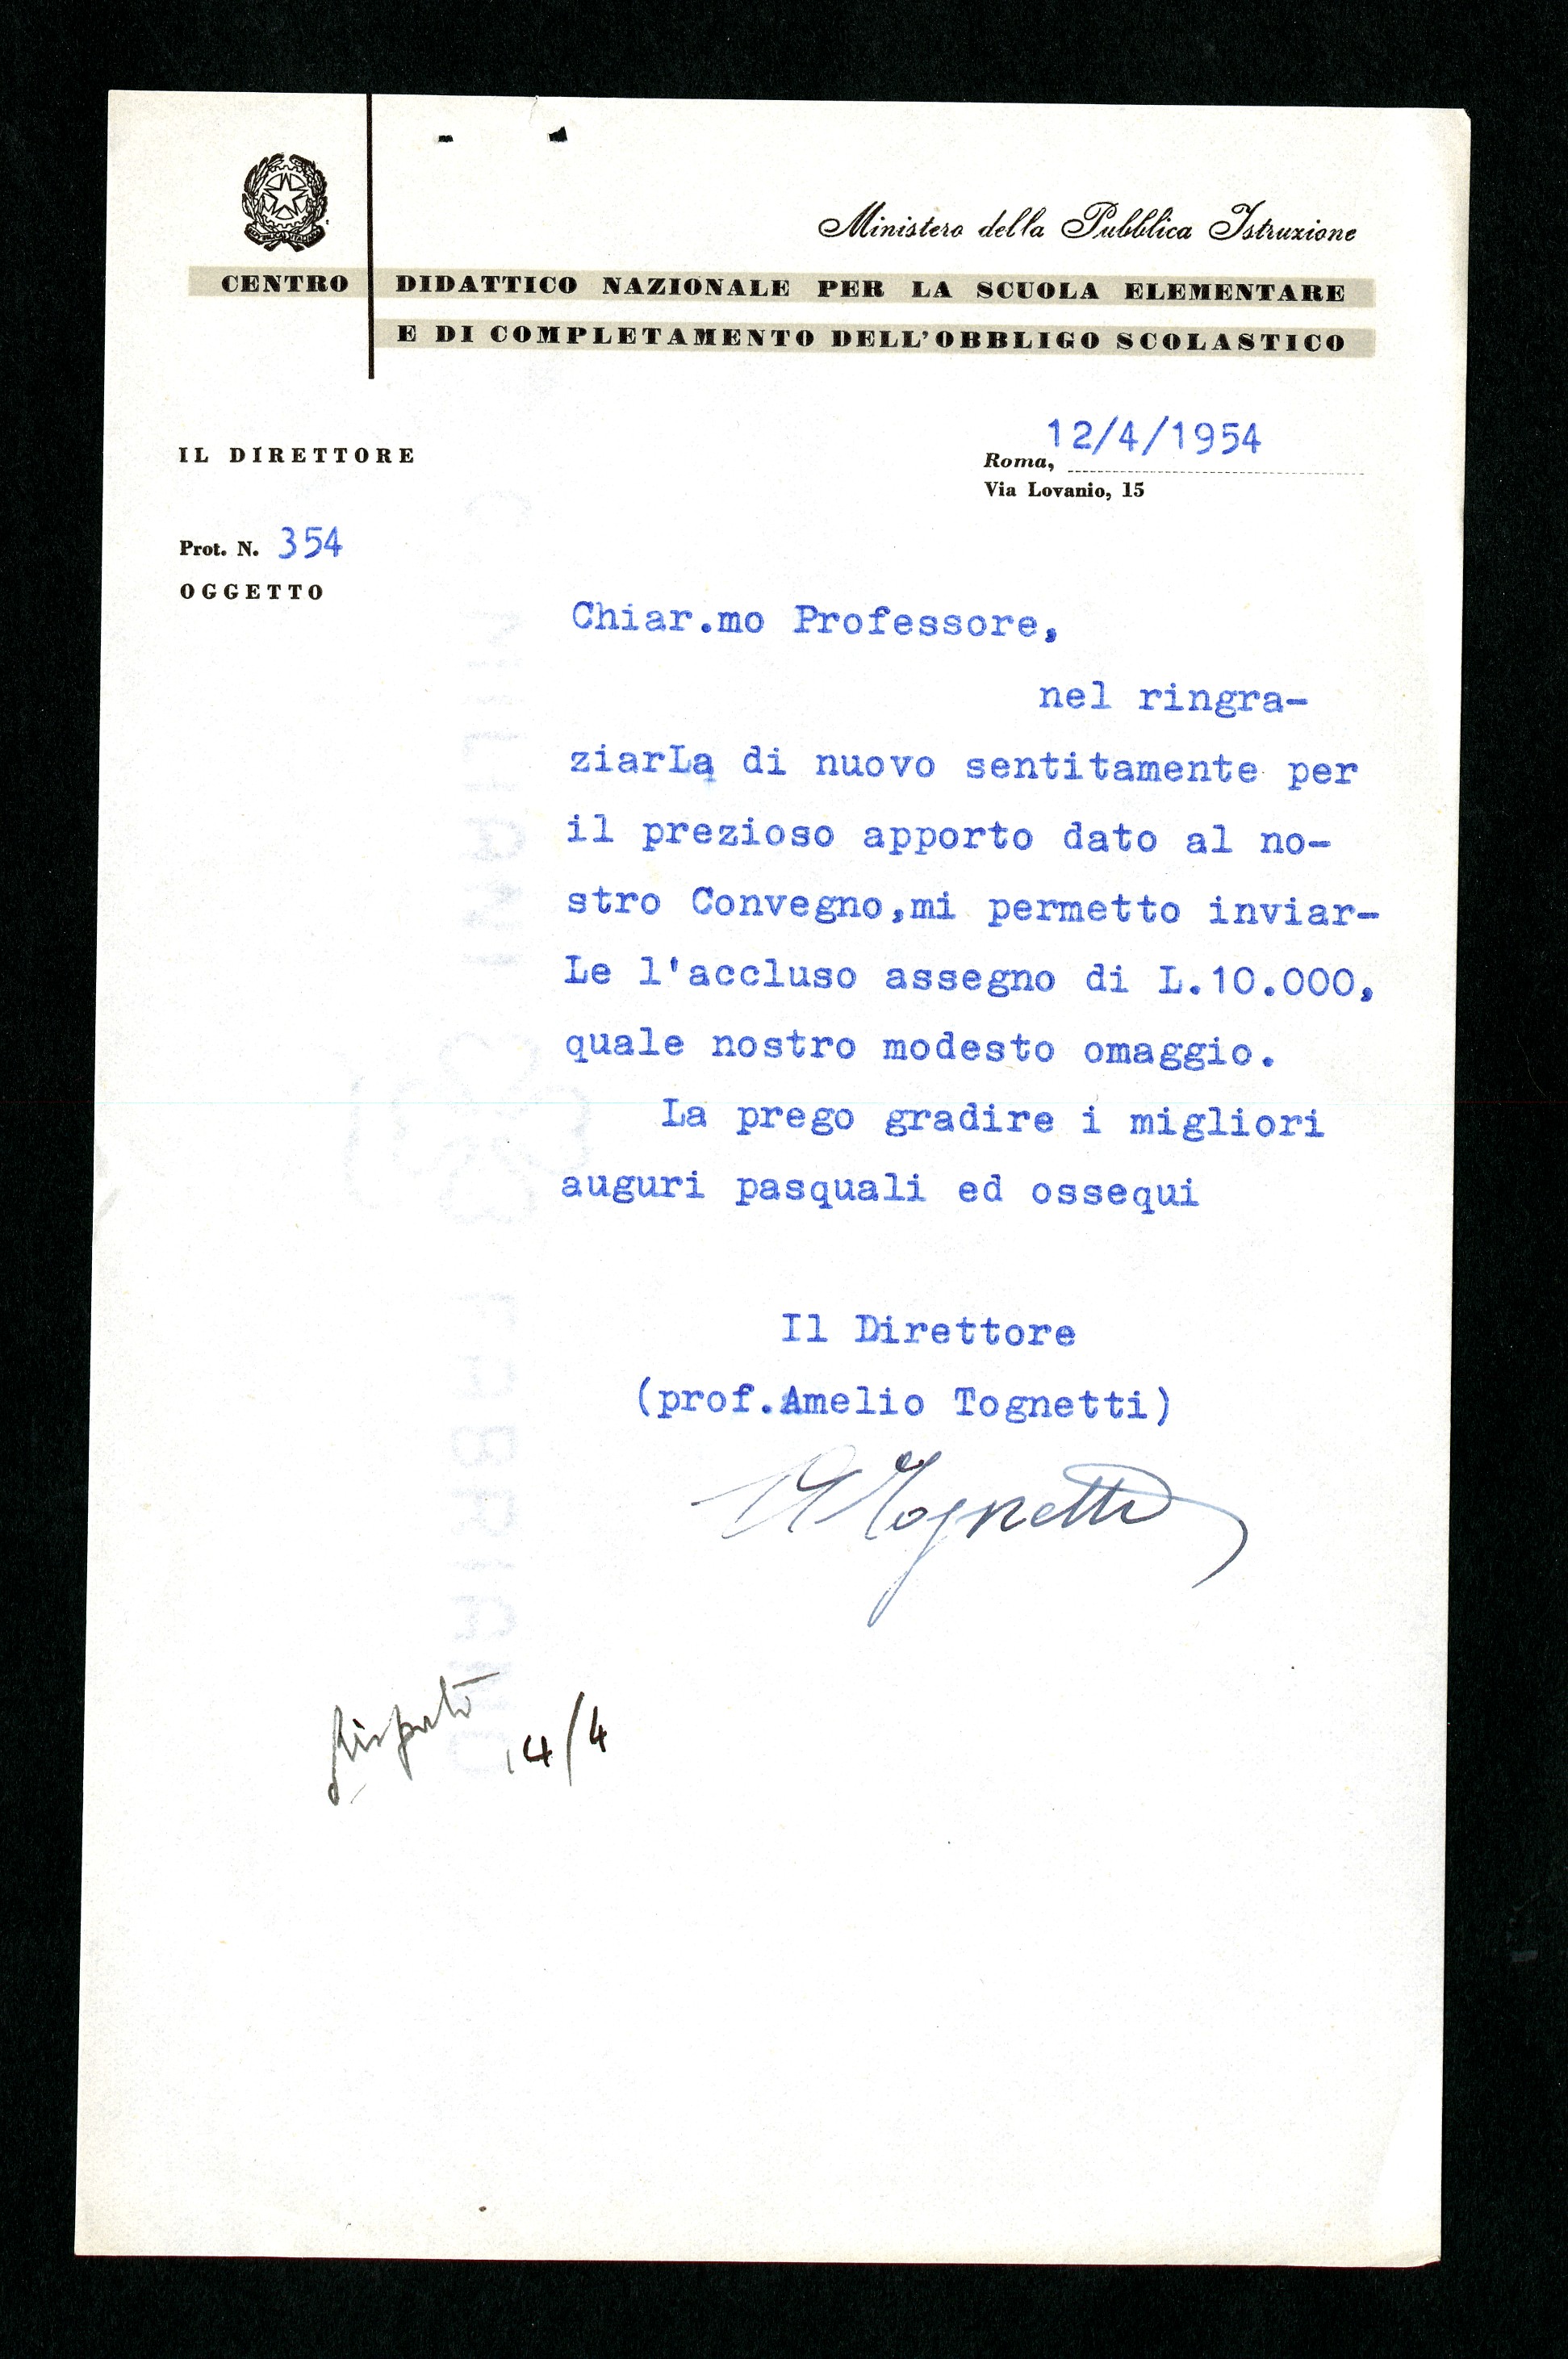 Ministero della Pubblica Istruzione
CENTRO DIDATTICO NAZIONALE PER LA SCUOLA ELEMENTARE
E DI COMPLETAMENTO DELL'OBBLIGO SCOLASTICO
IL DIRETTORE
12/4/1954
Roma,
Via Lovanio, 15
Prot. N. 354
OGGETTO
Chiar.mo Professore,
nel ringra-
ziarLa di nuovo sentitamente per
il prezioso apporto dato al no-
stro Convegno,mi permetto inviar-
Le l'accluso assegno di L.10.000,
quale nostro modesto omaggio.
La prego gradire i migliori
auguri pasquali ed ossequi
Il Direttore
(prof.Amelio Tognetti)
A Tognetti
14/4